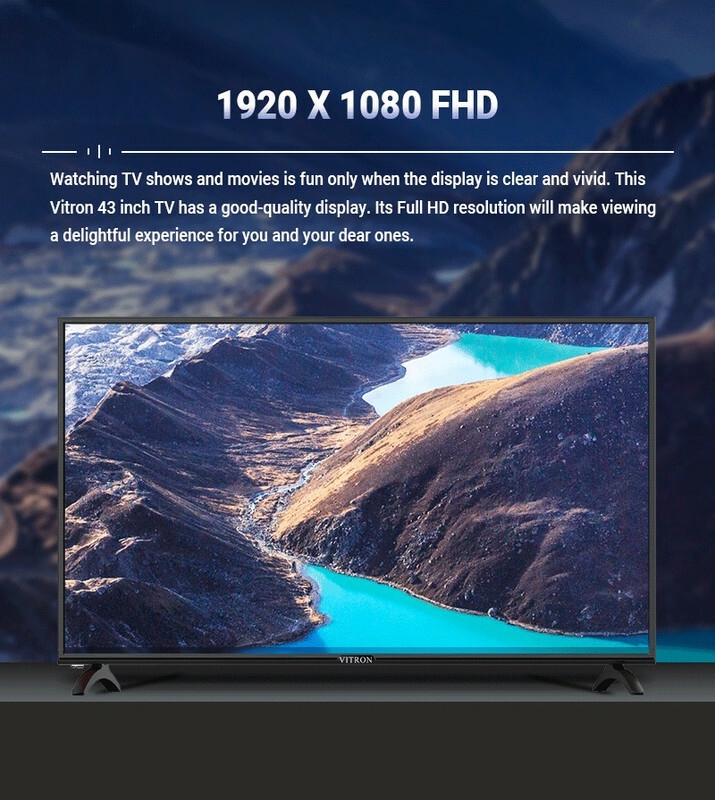 1920 X 1080 FHD
Watching TV shows and movies is fun only when the display is clear and vivid. This
Vitron 43 inch TV has a good-quality display. Its Full HD resolution will make viewing
a delightful experience for you and your dear ones.
VITRON